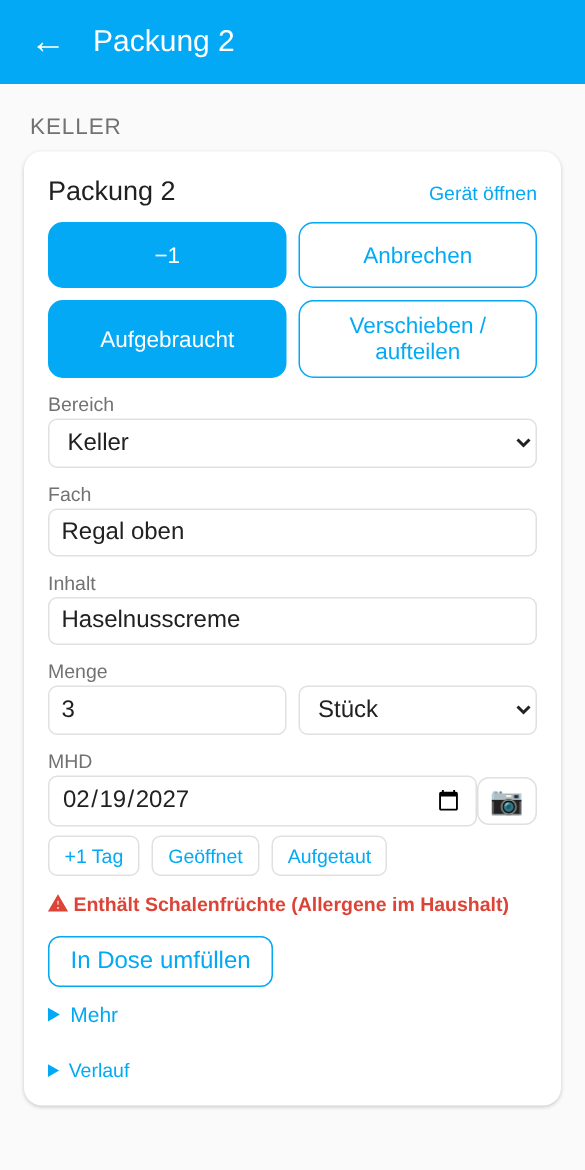 ← Packung 2
KELLER
Packung 2
Gerät öffnen
−1
Anbrechen
Aufgebraucht
Verschieben /
aufteilen
Bereich
Keller
Fach
Regal oben
Inhalt
Haselnusscreme
Menge
3
Stück
MHD
02/19/2027
+1 Tag
Geöffnet
Aufgetaut
⚠ Enthält Schalenfrüchte (Allergene im Haushalt)
In Dose umfüllen
▶ Mehr
▶ Verlauf